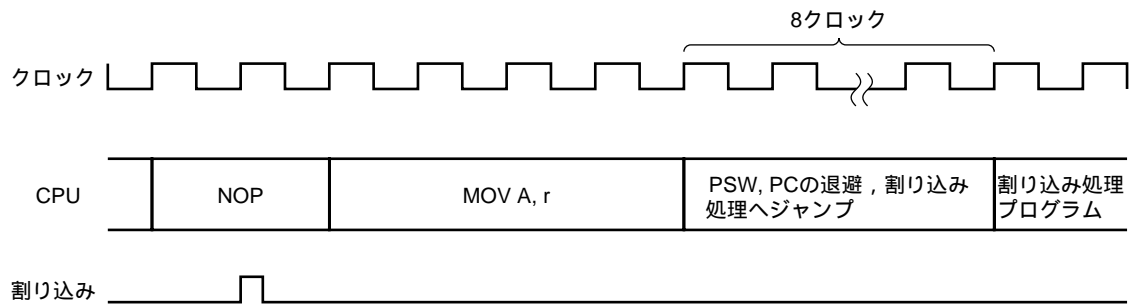 8クロック
クロック
CPU
NOP
MOV A, r
PSW, PCの退避，割り込み
処理へジャンプ
割り込み処理
プログラム
割り込み